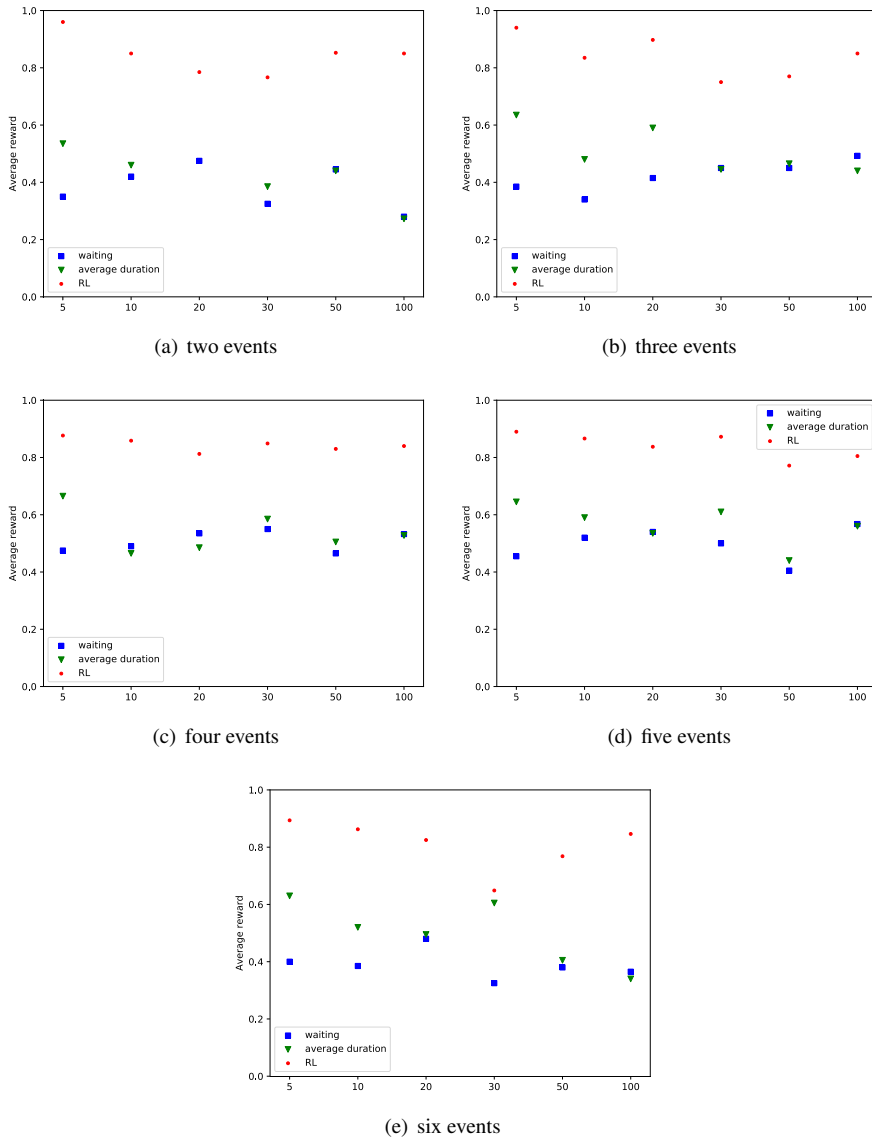 1.0
0.8
0.6
0.4
0.2
0.0
Average reward
waiting
average duration
RL
5 10 20 30 50 100
(a) two events
1.0
0.8
0.6
0.4
0.2
0.0
Average reward
waiting
average duration
RL
5 10 20 30 50 100
(b) three events
1.0
0.8
0.6
0.4
0.2
0.0
Average reward
waiting
average duration
RL
5 10 20 30 50 100
(c) four events
1.0
0.8
0.6
0.4
0.2
0.0
Average reward
waiting
average duration
RL
5 10 20 30 50 100
(d) five events
1.0
0.8
0.6
0.4
0.2
0.0
Average reward
waiting
average duration
RL
5 10 20 30 50 100
(e) six events